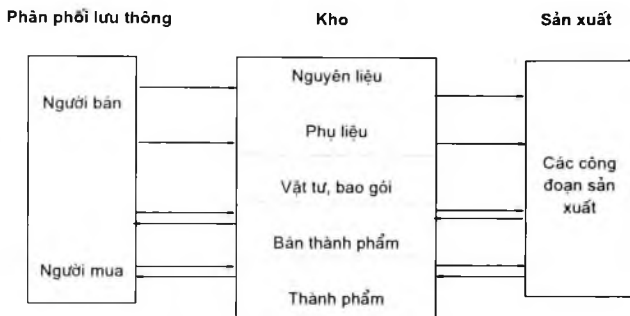 Phân phối lưu thông Kho Sản xuất
Người bán
Người mua
Nguyên liệu
Phụ liệu
Vật tư, bao gói
Bán thành phẩm
Thành phẩm
Các công
đoạn sản
xuất